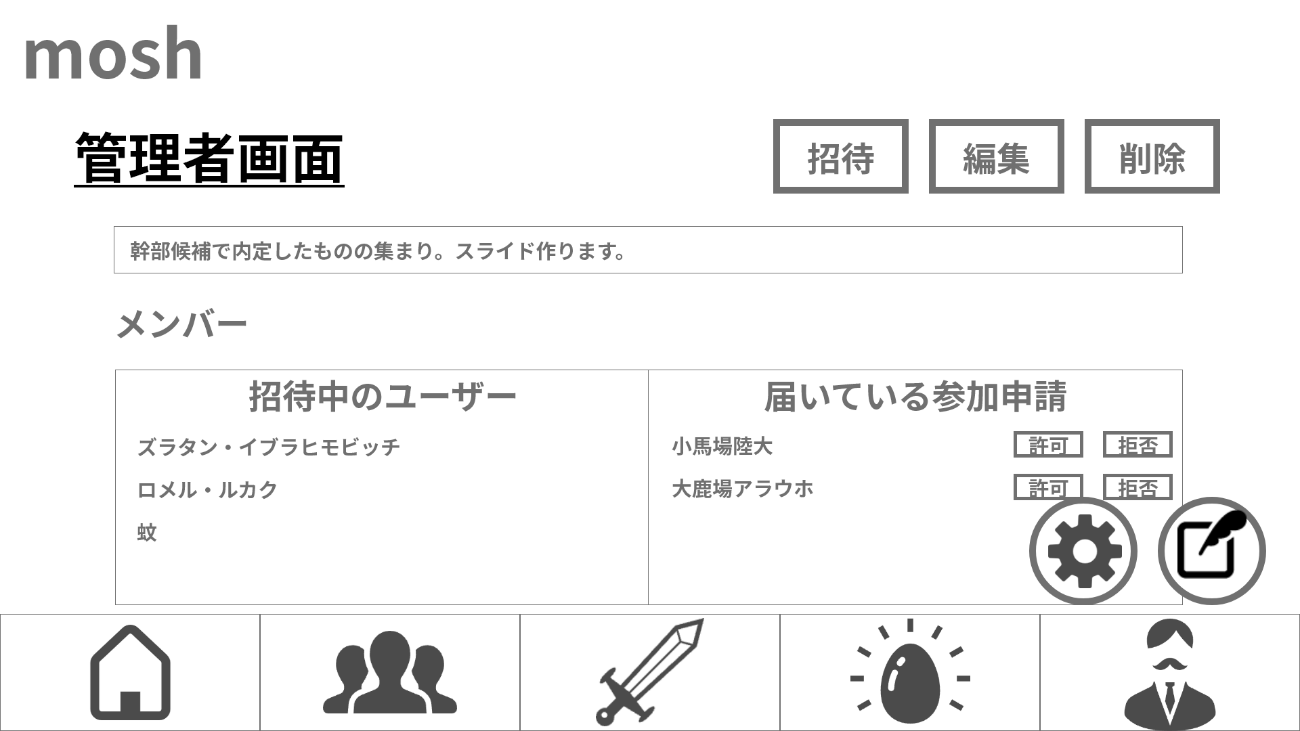 mosh
管理者画面
招待
編集
削除
幹部候補で内定したものの集まり。スライド作ります。
メンバー
招待中のユーザー
ズラタン・イブラヒモビッチ
ロメル・ルカク
蚊
届いている参加申請
小馬場陸大
許可
拒否
大鹿場アラウホ
許可
拒否